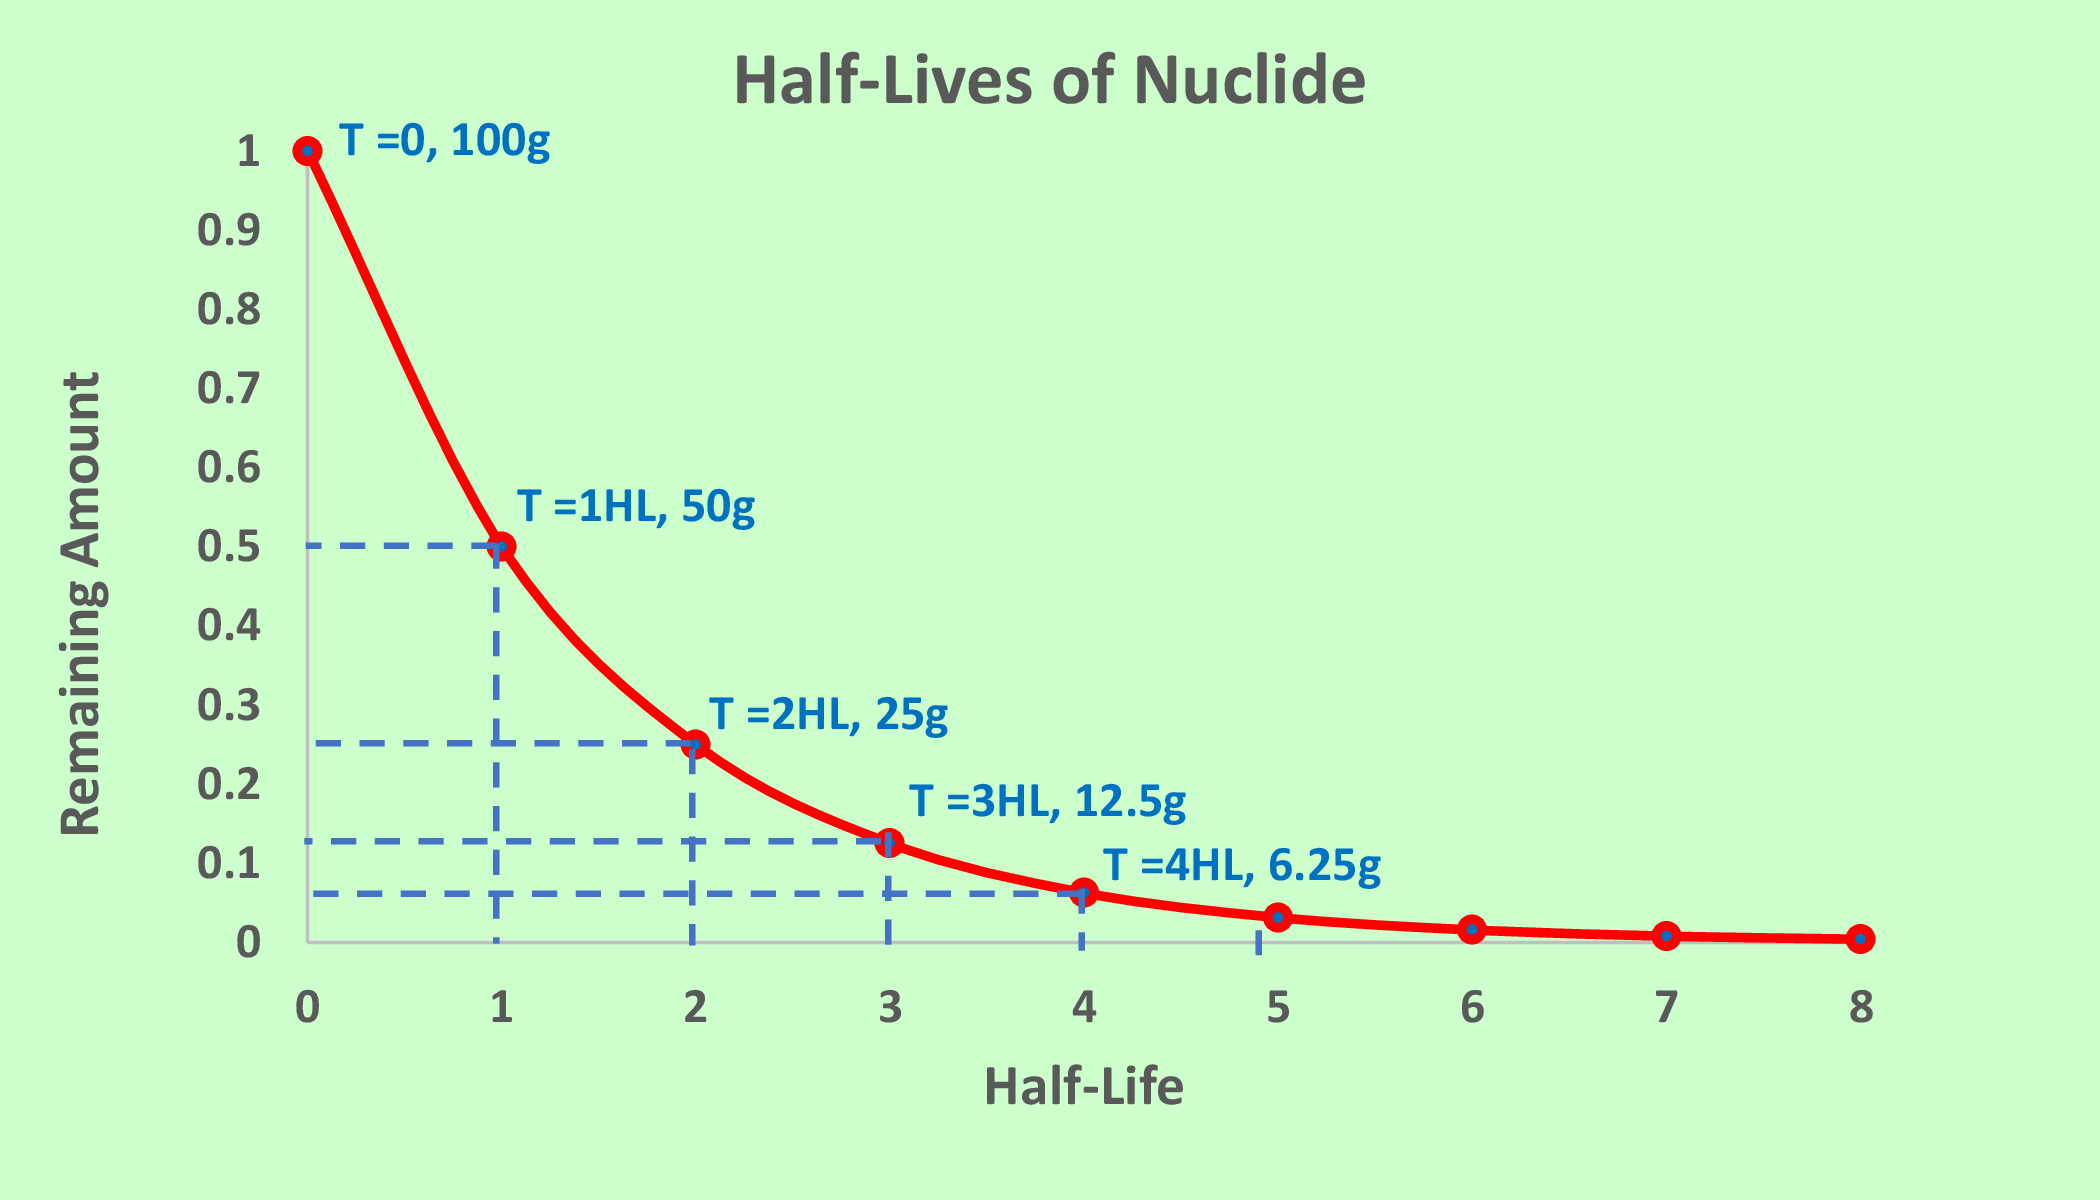 Half-Lives of Nuclide
T =0, 100g
1
0.9
0.8
0.7
0.6
T =1HL, 50g
0.5
0.4
0.3
T =2HL, 25g
0.2
T =3HL, 12.5g
0.1
T =4HL, 6.25g
0
Remaining Amount
0 1 2 3 4 5 6 7 8
Half-Life